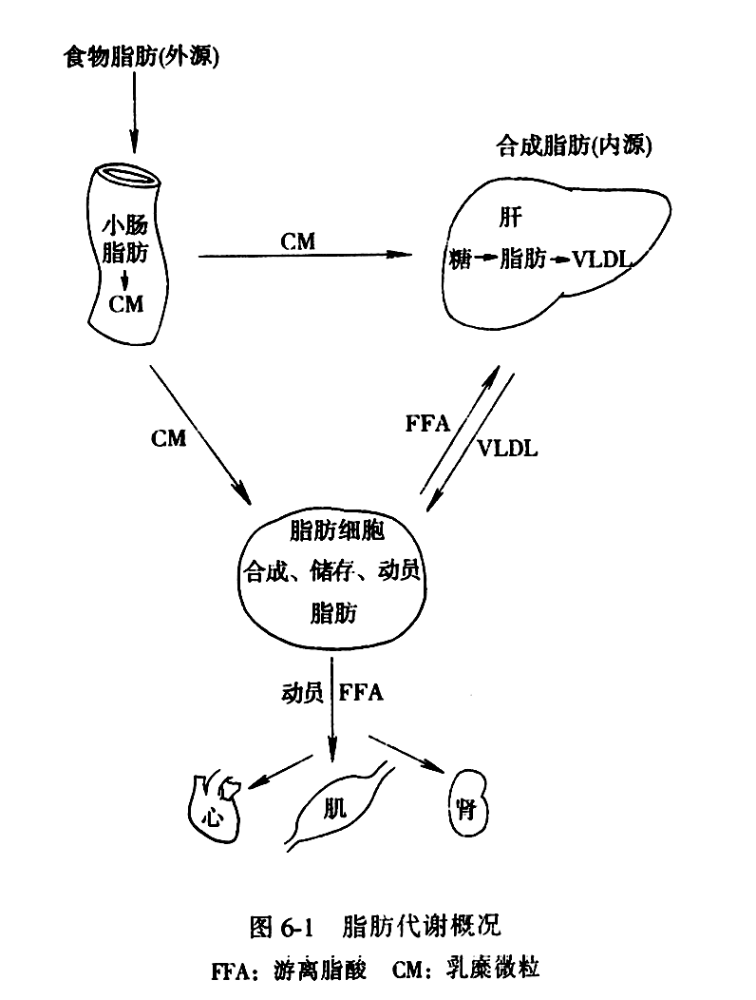 食物脂肪(外源)
合成脂肪(内源)
小肠
脂肪
CM
CM
肝
糖→脂肪→VLDL
CM
FFA
VLDL
脂肪细胞
合成、储存、动员
脂肪
动员 FFA
心
肌
肾
图 6-1 脂肪代谢概况
FFA: 游离脂酸 CM: 乳糜微粒